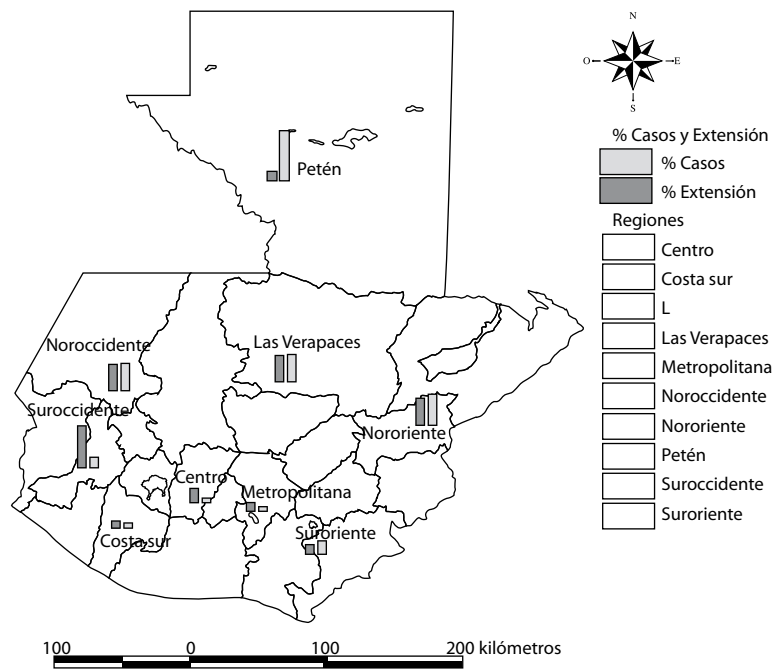 N
O
E
S
% Casos y Extensión
% Casos
% Extensión
Regiones
Centro
Costa sur
L
Las Verapaces
Metropolitana
Noroccidente
Nororiente
Petén
Suroccidente
Suroriente
Petén
Noroccidente
Las Verapaces
Suroccidente
Nororiente
Centro
Metropolitana
Costa sur
Suroriente
100 0 100 200 kilómetros